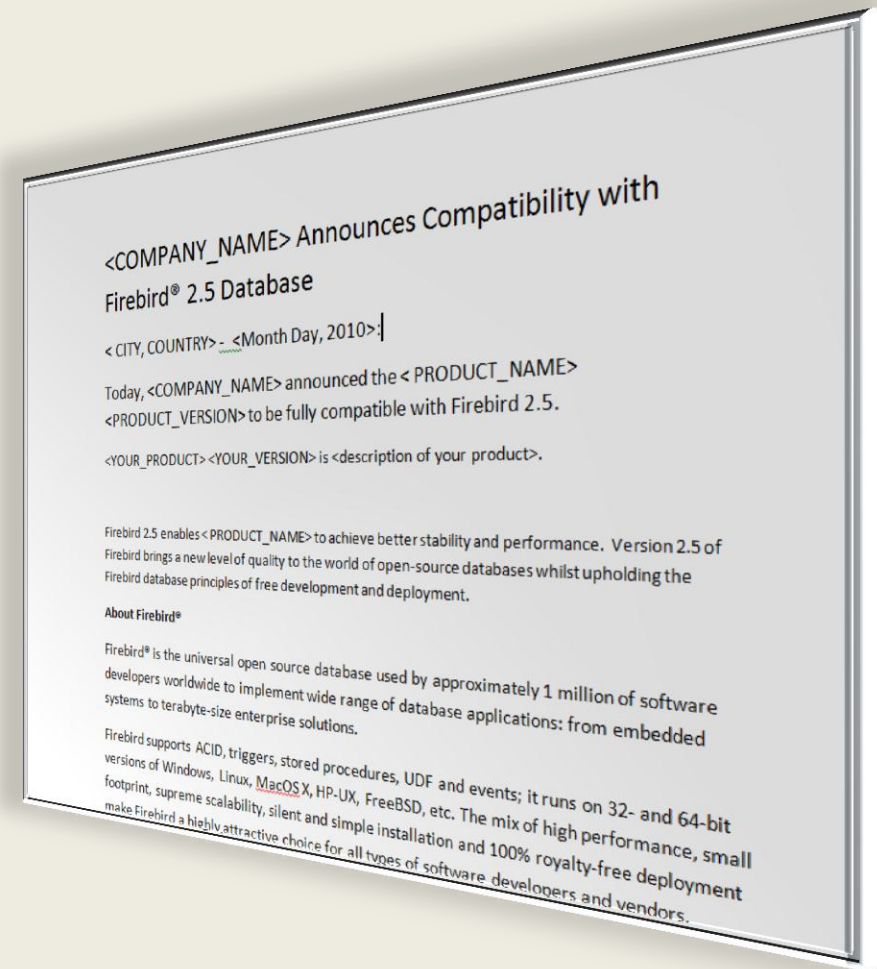 <COMPANY_NAME> Announces Compatibility with
Firebird® 2.5 Database
< CITY, COUNTRY> - <Month Day, 2010>:
Today, <COMPANY_NAME> announced the < PRODUCT_NAME>
<PRODUCT_VERSION> to be fully compatible with Firebird 2.5.
<YOUR_PRODUCT> <YOUR_VERSION> is <description of your product>.
Firebird 2.5 enables < PRODUCT_NAME> to achieve better stability and performance. Version 2.5 of
Firebird brings a new level of quality to the world of open-source databases whilst upholding the
Firebird database principles of free development and deployment.
About Firebird®
Firebird® is the universal open source database used by approximately 1 million of software
developers worldwide to implement wide range of database applications: from embedded
systems to terabyte-size enterprise solutions.
Firebird supports ACID, triggers, stored procedures, UDF and events; it runs on 32- and 64-bit
versions of Windows, Linux, MacOS X, HP-UX, FreeBSD, etc. The mix of high performance, small
footprint, supreme scalability, silent and simple installation and 100% royalty-free deployment
make Firebird a highly attractive choice for all types of software developers and vendors.